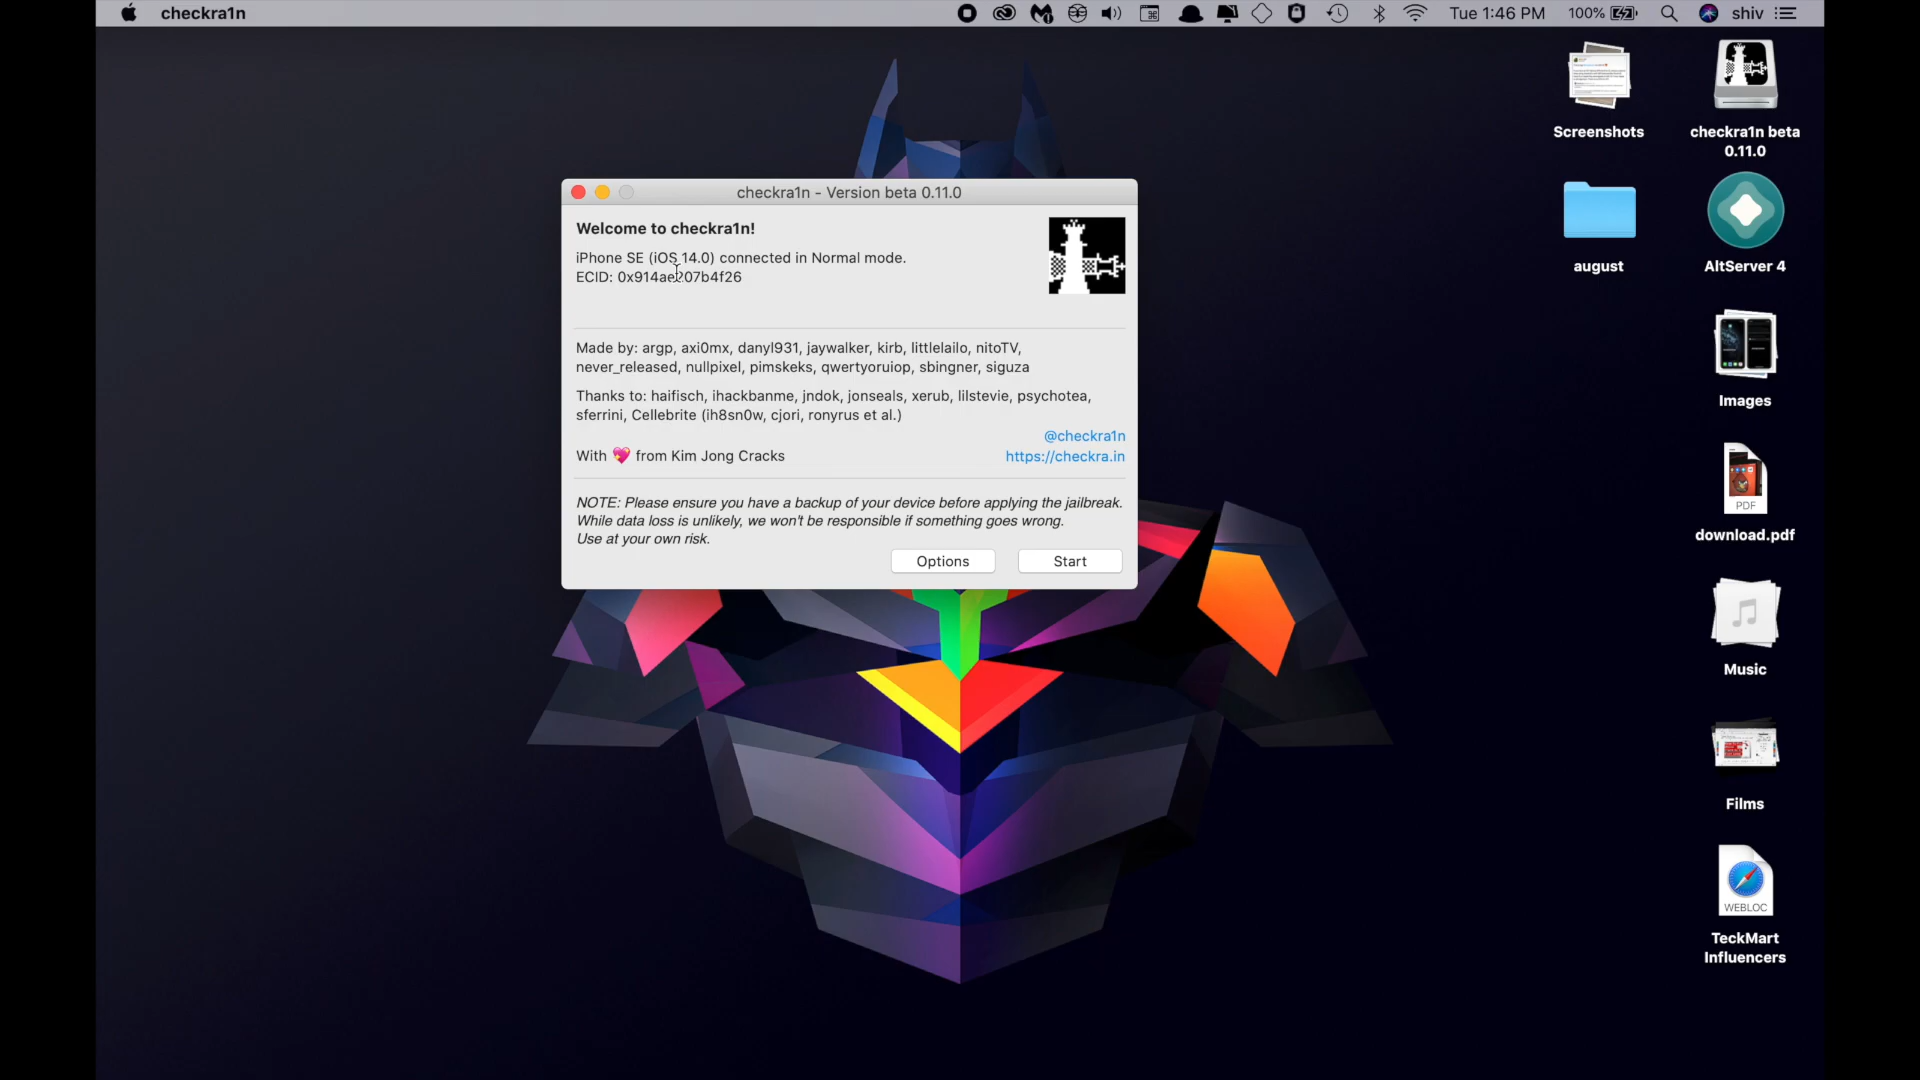 checkra1n
Tue 1:46 PM
100%
shiv
Screenshots
checkra1n beta
0.11.0
august
AltServer 4
Images
PDF
download.pdf
Music
Films
WEBLOC
TeckMart
Influencers
checkra1n - Version beta 0.11.0
Welcome to checkra1n!
iPhone SE (iOS 14.0) connected in Normal mode.
ECID:
Made by: argp, axi0mx, danyl931, jaywalker, kirb, littlelailo, nitoTV,
never_released, nullpixel, pimskeks, qwertyoruiop, sbingner, siguza
Thanks to: haifisch, ihackbanme, jndok, jonseals, xerub, lilstevie, psychotea,
sferrini, Cellebrite (ih8sn0w, cjori, ronyrus et al.)
@checkra1n
With 💖 from Kim Jong Cracks
https://checkra.in
NOTE: Please ensure you have a backup of your device before applying the jailbreak.
While data loss is unlikely, we won't be responsible if something goes wrong.
Use at your own risk.
Options
Start